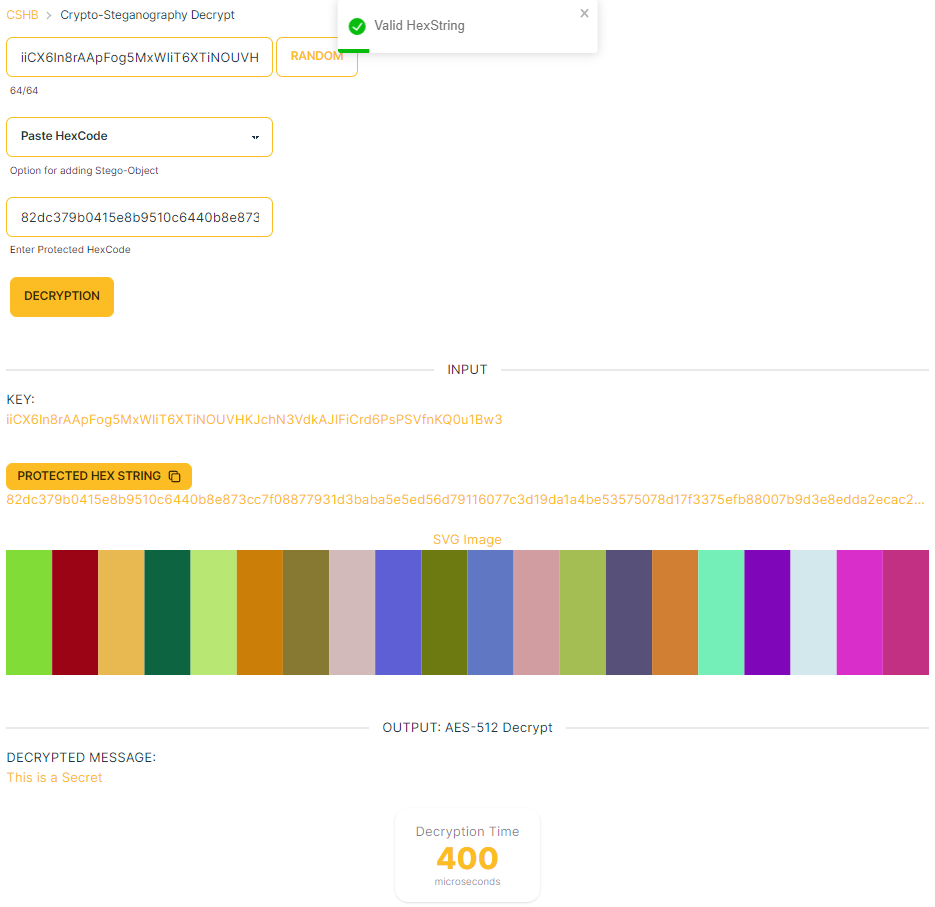 CSHB > Crypto-Steganography Decrypt
Valid HexString
iiCX6In8rAApFog5MxWIiT6XTiNOUVH
RANDOM
64/64
Paste HexCode
Option for adding Stego-Object
82dc379b0415e8b9510c6440b8e873
Enter Protected HexCode
DECRYPTION
INPUT
KEY:
iiCX6In8rAApFog5MxWIiT6XTiNOUVHKJchN3VdkAJIFiCrd6PsPSVfnKQ0u1Bw3
PROTECTED HEX STRING
82dc379b0415e8b9510c6440b8e873cc7f08877931d3baba5e5ed56d79116077c3d19da1a4be53575078d17f3375efb88007b9d3e8edda2ecac2...
SVG Image
OUTPUT: AES-512 Decrypt
DECRYPTED MESSAGE:
This is a Secret
Decryption Time
400
microseconds